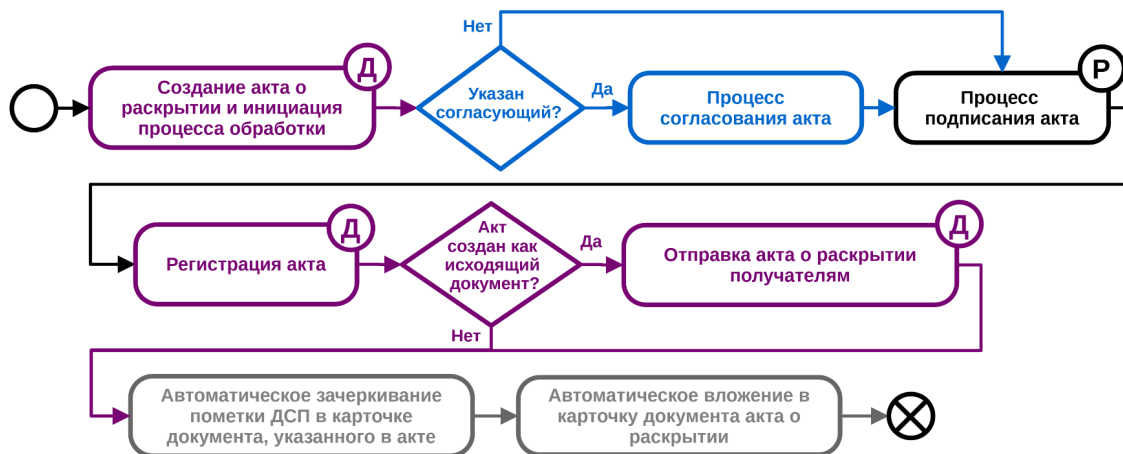 Нет
Д
Р
Создание акта о
раскрытии и инициация
процесса обработки
Указан
согласующий?
Да
Процесс
согласования акта
Процесс
подписания акта
Д
Регистрация акта
Акт
создан как
исходящий
документ?
Да
Д
Отправка акта о раскрытии
получателям
Нет
Автоматическое зачеркивание
пометки ДСП в карточке
документа, указанного в акте
Автоматическое вложение в
карточку документа акта о
раскрытии